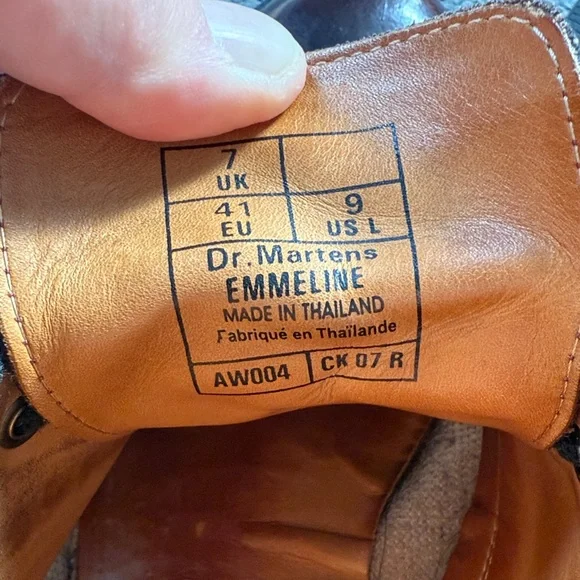 7
UK
41 9
EU US L
Dr. Martens
EMMELINE
MADE IN THAILAND
Fabriqué en Thaïlande
AW004 CK 07 R